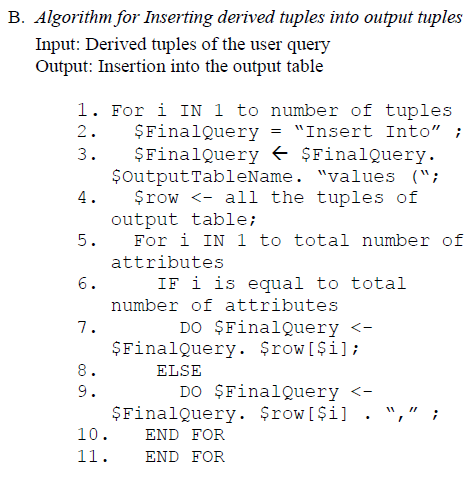 B. Algorithm for Inserting derived tuples into output tuples
Input: Derived tuples of the user query
Output: Insertion into the output table
1. For i IN 1 to number of tuples
2. $FinalQuery = “Insert Into” ;
3. $FinalQuery ← $FinalQuery.
$OutputTableName. “values (“;
4. $row <- all the tuples of
output table;
5. For i IN 1 to total number of
attributes
6. IF i is equal to total
number of attributes
7. DO $FinalQuery <-
$FinalQuery. $row[$i];
8. ELSE
9. DO $FinalQuery <-
$FinalQuery. $row[$i] . “,” ;
10. END FOR
11. END FOR